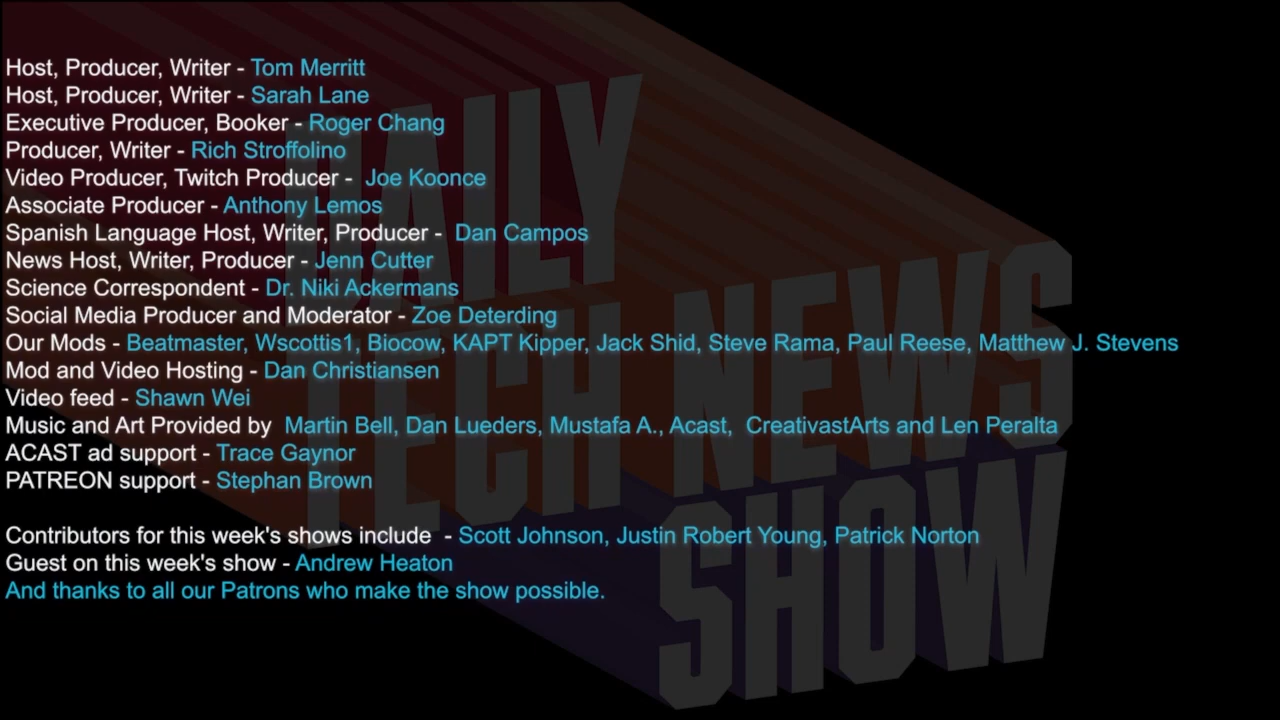 Host, Producer, Writer - Tom Merritt
Host, Producer, Writer - Sarah Lane
Executive Producer, Booker - Roger Chang
Producer, Writer - Rich Stroffolino
Video Producer, Twitch Producer -  Joe Koonce
Associate Producer - Anthony Lemos
Spanish Language Host, Writer, Producer -  Dan Campos
News Host, Writer, Producer - Jenn Cutter
Science Correspondent - Dr. Niki Ackermans
Social Media Producer and Moderator - Zoe Deterding
Our Mods - Beatmaster, Wscottis1, Biocow, KAPT Kipper, Jack Shid, Steve Rama, Paul Reese, Matthew J. Stevens
Mod and Video Hosting - Dan Christiansen
Video feed - Shawn Wei
Music and Art Provided by  Martin Bell, Dan Lueders, Mustafa A., Acast,  CreativastArts and Len Peralta
ACAST ad support - Trace Gaynor
PATREON support - Stephan Brown
Contributors for this week's shows include  - Scott Johnson, Justin Robert Young, Patrick Norton
Guest on this week's show - Andrew Heaton
And thanks to all our Patrons who make the show possible.
DAILY
TECH NEWS
SHOW